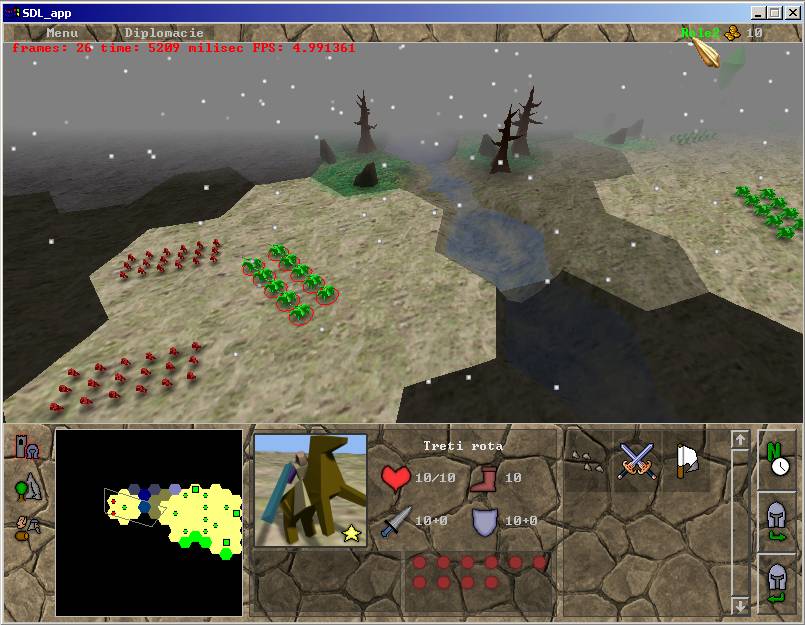 SDL_app
Menu Diplomacie Role2 10
frames: 26 time: 5209 milisec FPS: 4.991361
Treti rota
10/10 10
10+0 10+0
N